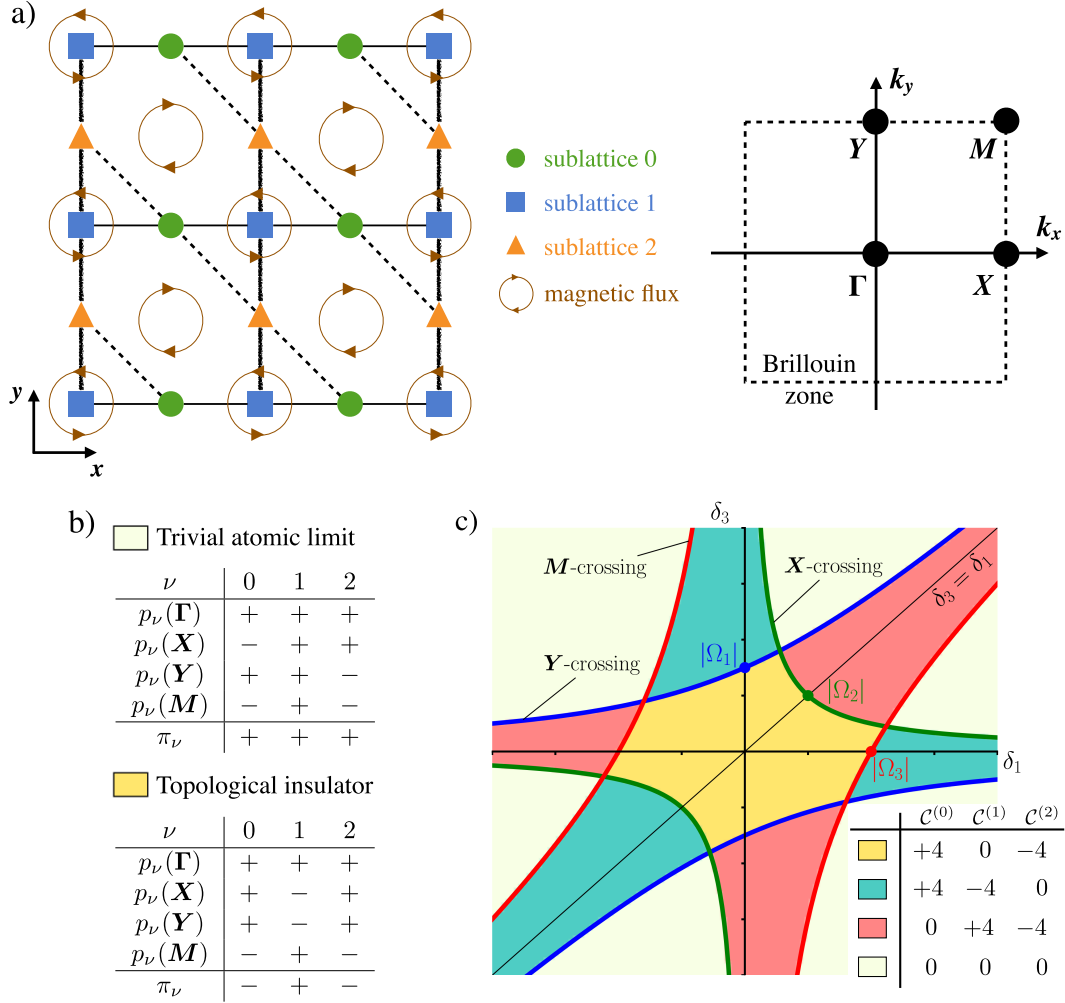 a)
y
x
sublattice 0
sublattice 1
sublattice 2
magnetic flux
k_y
Y
M
k_x
Γ
X
Brillouin
zone
b)
Trivial atomic limit
ν 0 1 2
p_ν(Γ) + + +
p_ν(X) − + +
p_ν(Y) + + −
p_ν(M) − + −
π_ν + + +
Topological insulator
ν 0 1 2
p_ν(Γ) + + +
p_ν(X) + − +
p_ν(Y) + − +
p_ν(M) − + −
π_ν − + −
c)
δ_3
M-crossing
X-crossing
δ_3 = δ_1
Y-crossing
|Ω_1|
|Ω_2|
|Ω_3|
δ_1
C^(0) C^(1) C^(2)
+4 0 −4
+4 −4 0
0 +4 −4
0 0 0